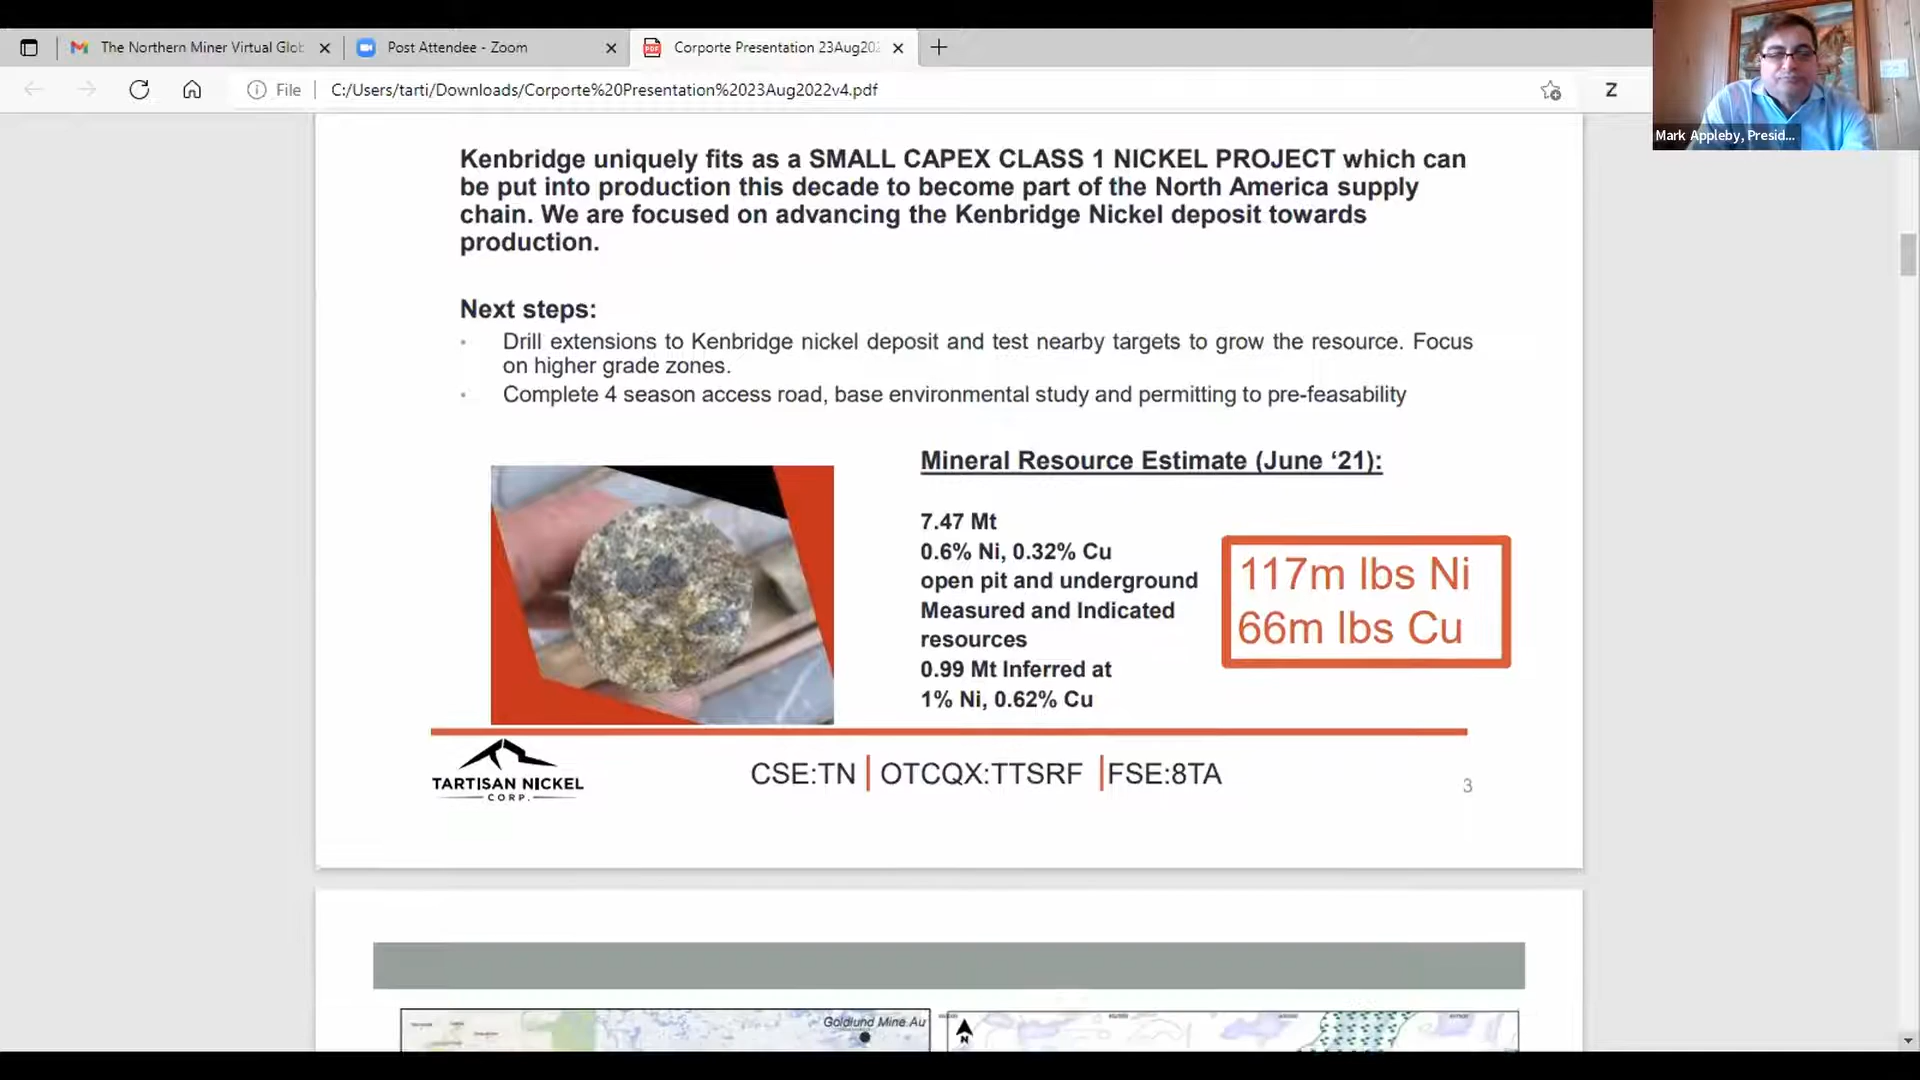 The Northern Miner Virtual Glob
Post Attendee - Zoom
Corporte Presentation 23Aug202
File
C:/Users/tarti/Downloads/Corporte%20Presentation%2023Aug2022v4.pdf
Z
Mark Appleby, Presid...
Kenbridge uniquely fits as a SMALL CAPEX CLASS 1 NICKEL PROJECT which can
be put into production this decade to become part of the North America supply
chain. We are focused on advancing the Kenbridge Nickel deposit towards
production.
Next steps:
• Drill extensions to Kenbridge nickel deposit and test nearby targets to grow the resource. Focus
on higher grade zones.
• Complete 4 season access road, base environmental study and permitting to pre-feasability
Mineral Resource Estimate (June ‘21):
7.47 Mt
0.6% Ni, 0.32% Cu
open pit and underground
Measured and Indicated
resources
0.99 Mt Inferred at
1% Ni, 0.62% Cu
117m lbs Ni
66m lbs Cu
TARTISAN NICKEL
CORP.
CSE:TN | OTCQX:TTSRF | FSE:8TA
3
Goldlund Mine Au
N